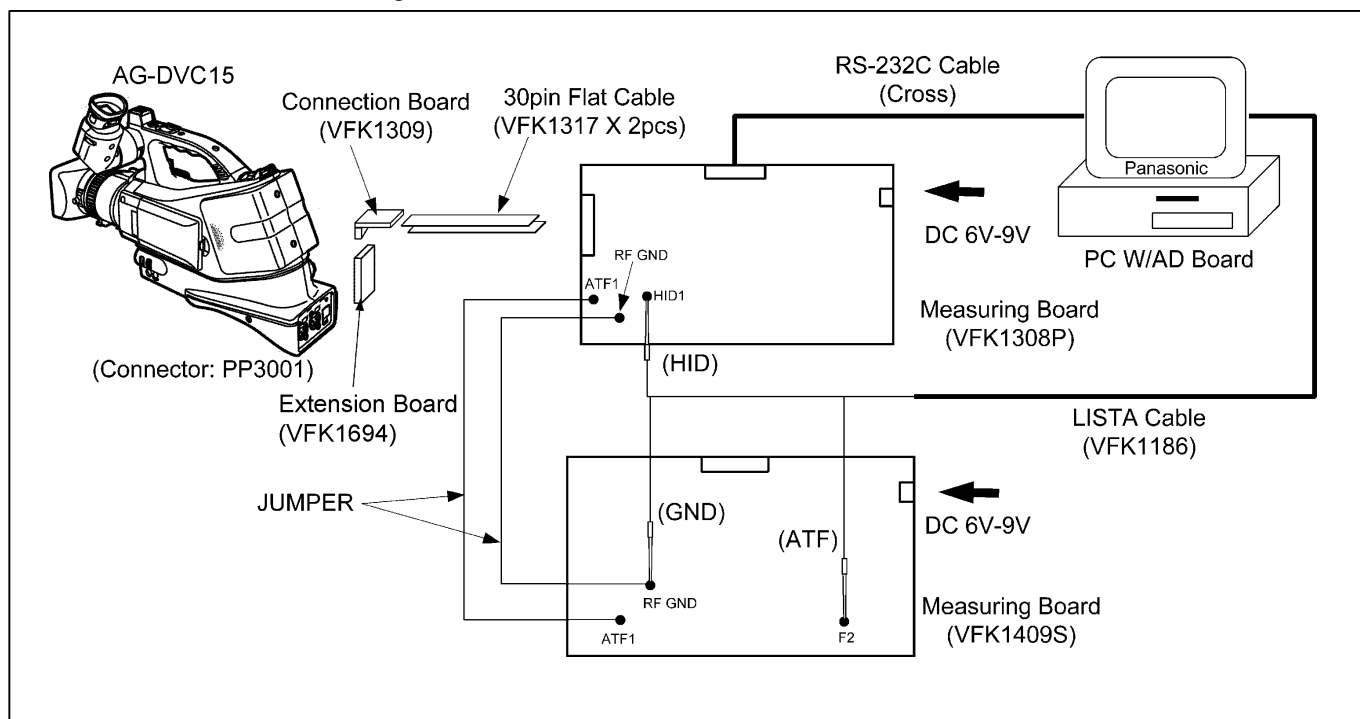 AG-DVC15
Connection Board
(VFK1309)
30pin Flat Cable
(VFK1317 X 2pcs)
RS-232C Cable
(Cross)
Panasonic
DC 6V-9V
PC W/AD Board
RF GND
ATF1
HID1
Measuring Board
(VFK1308P)
(HID)
(Connector: PP3001)
Extension Board
(VFK1694)
LISTA Cable
(VFK1186)
JUMPER
(GND)
(ATF)
DC 6V-9V
RF GND
ATF1
F2
Measuring Board
(VFK1409S)